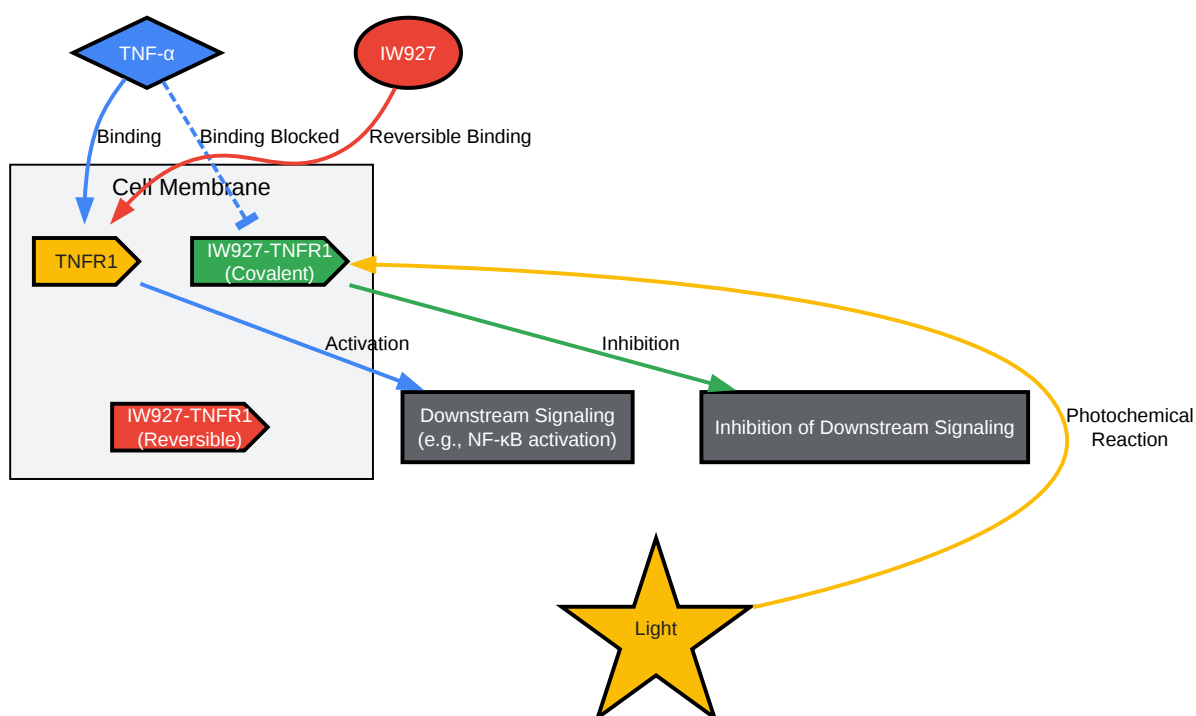 TNF-α
IW927
Binding
Binding Blocked
Reversible Binding
Cell Membrane
TNFR1
IW927-TNFR1
(Covalent)
Activation
Inhibition
IW927-TNFR1
(Reversible)
Downstream Signaling
(e.g., NF-κB activation)
Inhibition of Downstream Signaling
Photochemical
Reaction
Light